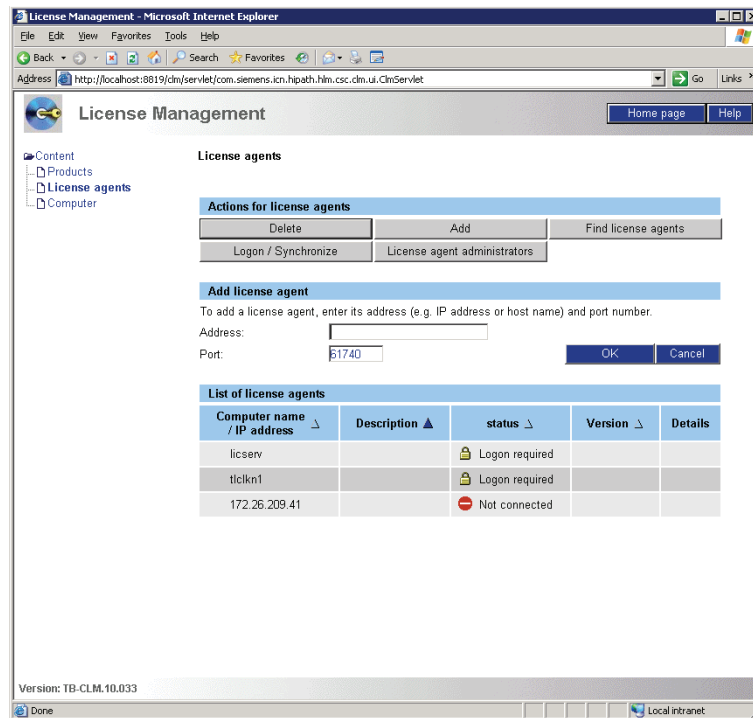 License Management - Microsoft Internet Explorer
File Edit View Favorites Tools Help
Back Search Favorites
Address http://localhost:8819/clm/servlet/com.siemens.icn.hipath.hlm.csc.clm.ui.ClmServlet Go Links »
License Management Home page Help
Content
Products
License agents
Computer
License agents
Actions for license agents
Delete Add Find license agents
Logon / Synchronize License agent administrators
Add license agent
To add a license agent, enter its address (e.g. IP address or host name) and port number.
Address:
Port: 61740 OK Cancel
List of license agents
Computer name
/ IP address Description status Version Details
licserv Logon required
tlclkn1 Logon required
172.26.209.41 Not connected
Version: TB-CLM.10.033
Done Local intranet